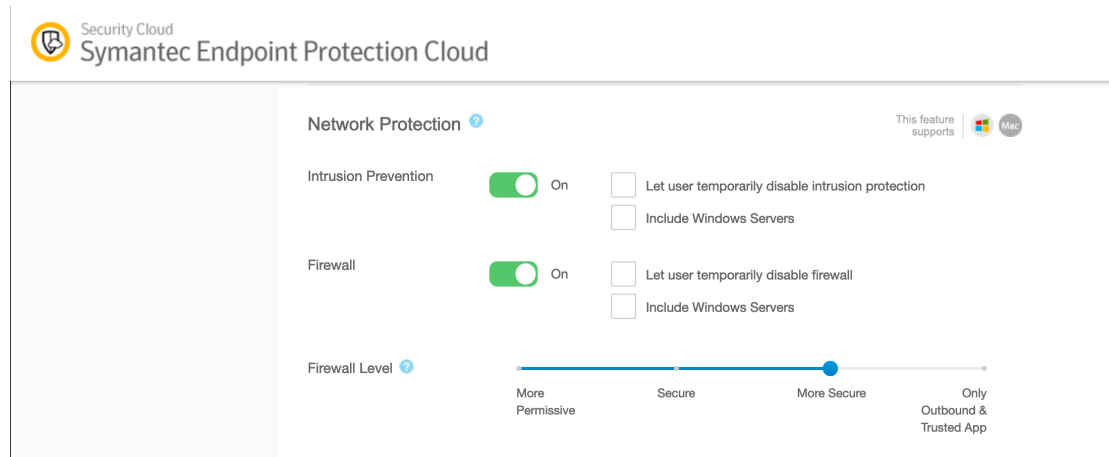 Security Cloud
Symantec Endpoint Protection Cloud
Network Protection ?
This feature
supports
Mac
Intrusion Prevention
On
Let user temporarily disable intrusion protection
Include Windows Servers
Firewall
On
Let user temporarily disable firewall
Include Windows Servers
Firewall Level ?
More
Permissive
Secure
More Secure
Only
Outbound &
Trusted App